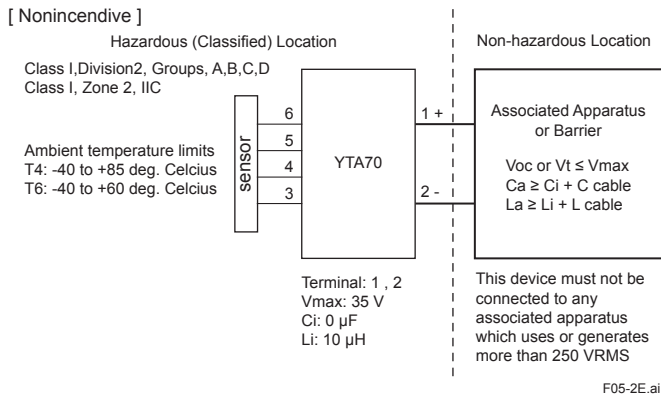 [ Nonincendive ]
Hazardous (Classified) Location
Non-hazardous Location
Class I,Division2, Groups, A,B,C,D
Class I, Zone 2, IIC
Ambient temperature limits
T4: -40 to +85 deg. Celcius
T6: -40 to +60 deg. Celcius
sensor
6
5
4
3
YTA70
1 +
2 -
Associated Apparatus
or Barrier
Voc or Vt ≤ Vmax
Ca ≥ Ci + C cable
La ≥ Li + L cable
Terminal: 1 , 2
Vmax: 35 V
Ci: 0 µF
Li: 10 µH
This device must not be
connected to any
associated apparatus
which uses or generates
more than 250 VRMS
F05-2E.ai